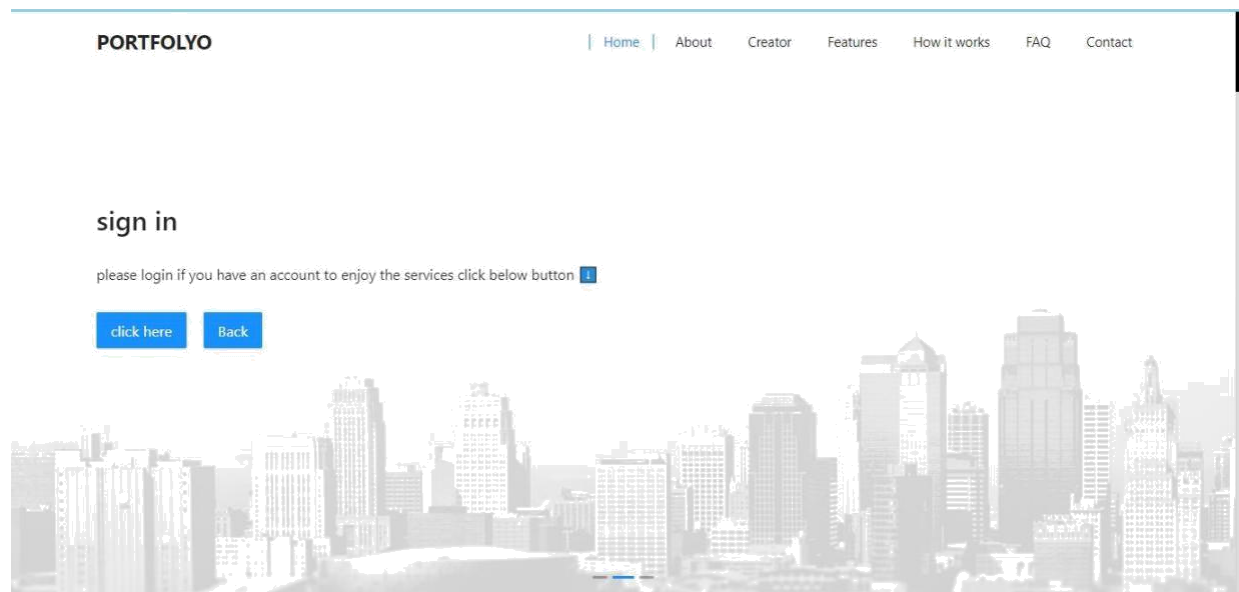 PORTFOLYO
Home About Creator Features How it works FAQ Contact
sign in
please login if you have an account to enjoy the services click below button ⬇
click here Back